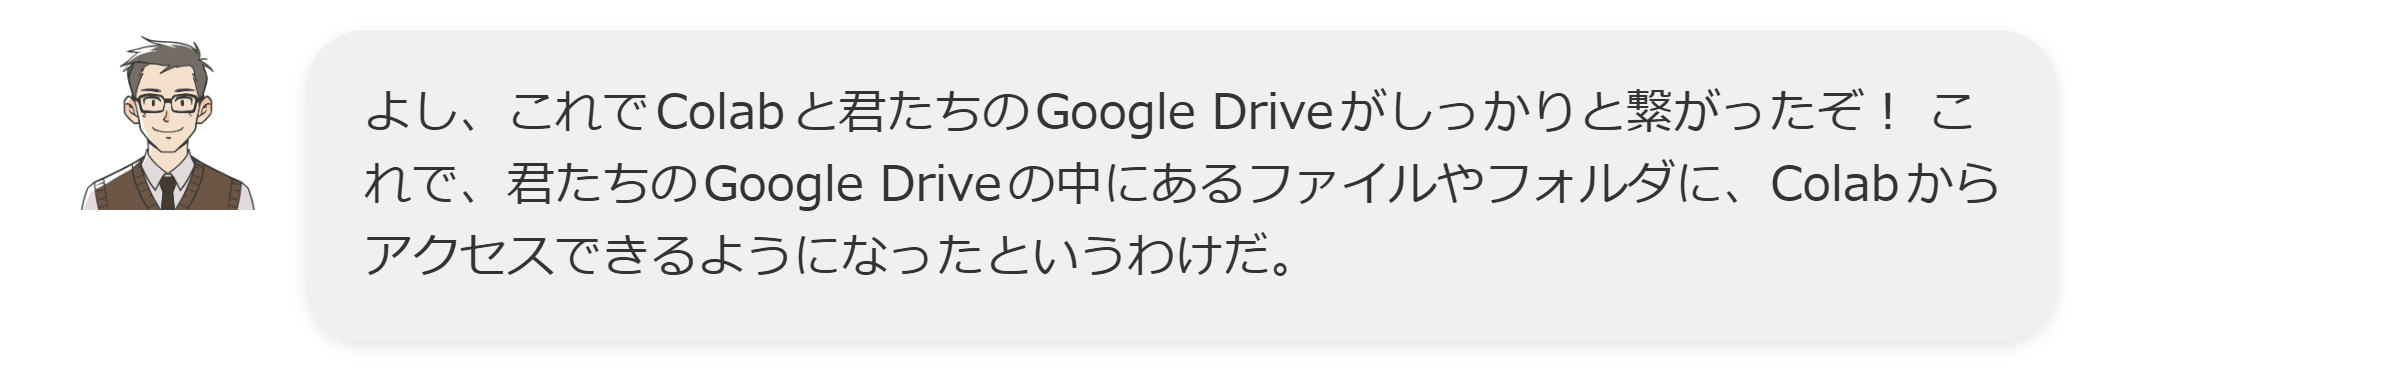 よし、これでColabと君たちのGoogle Driveがしっかりと繋がったぞ！ こ
れで、君たちのGoogle Driveの中にあるファイルやフォルダに、Colabから
アクセスできるようになったというわけだ。